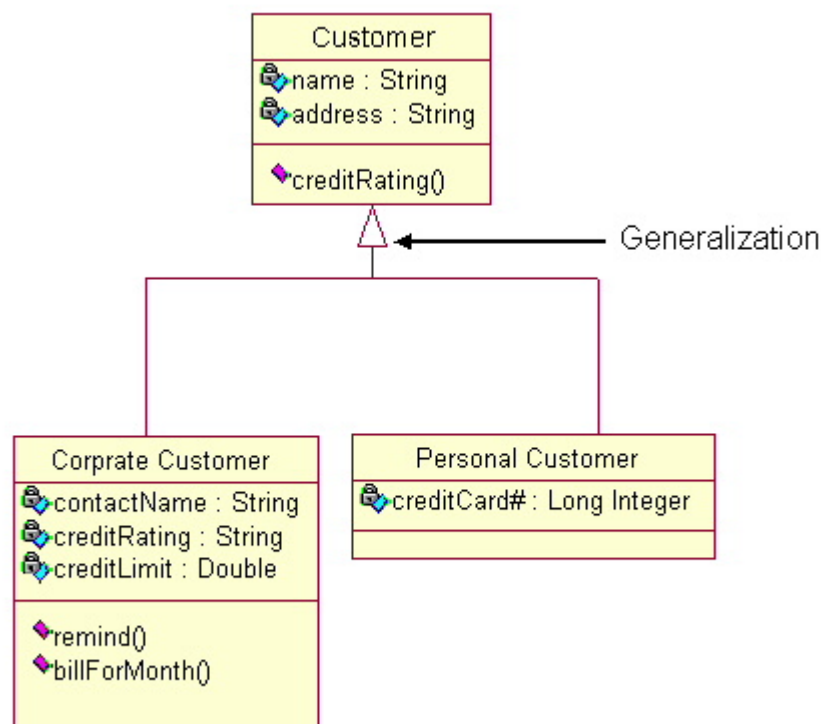 Customer
name : String
address : String
creditRating()
Generalization
Corprate Customer
contactName : String
creditRating : String
creditLimit : Double
remind()
billForMonth()
Personal Customer
creditCard# : Long Integer